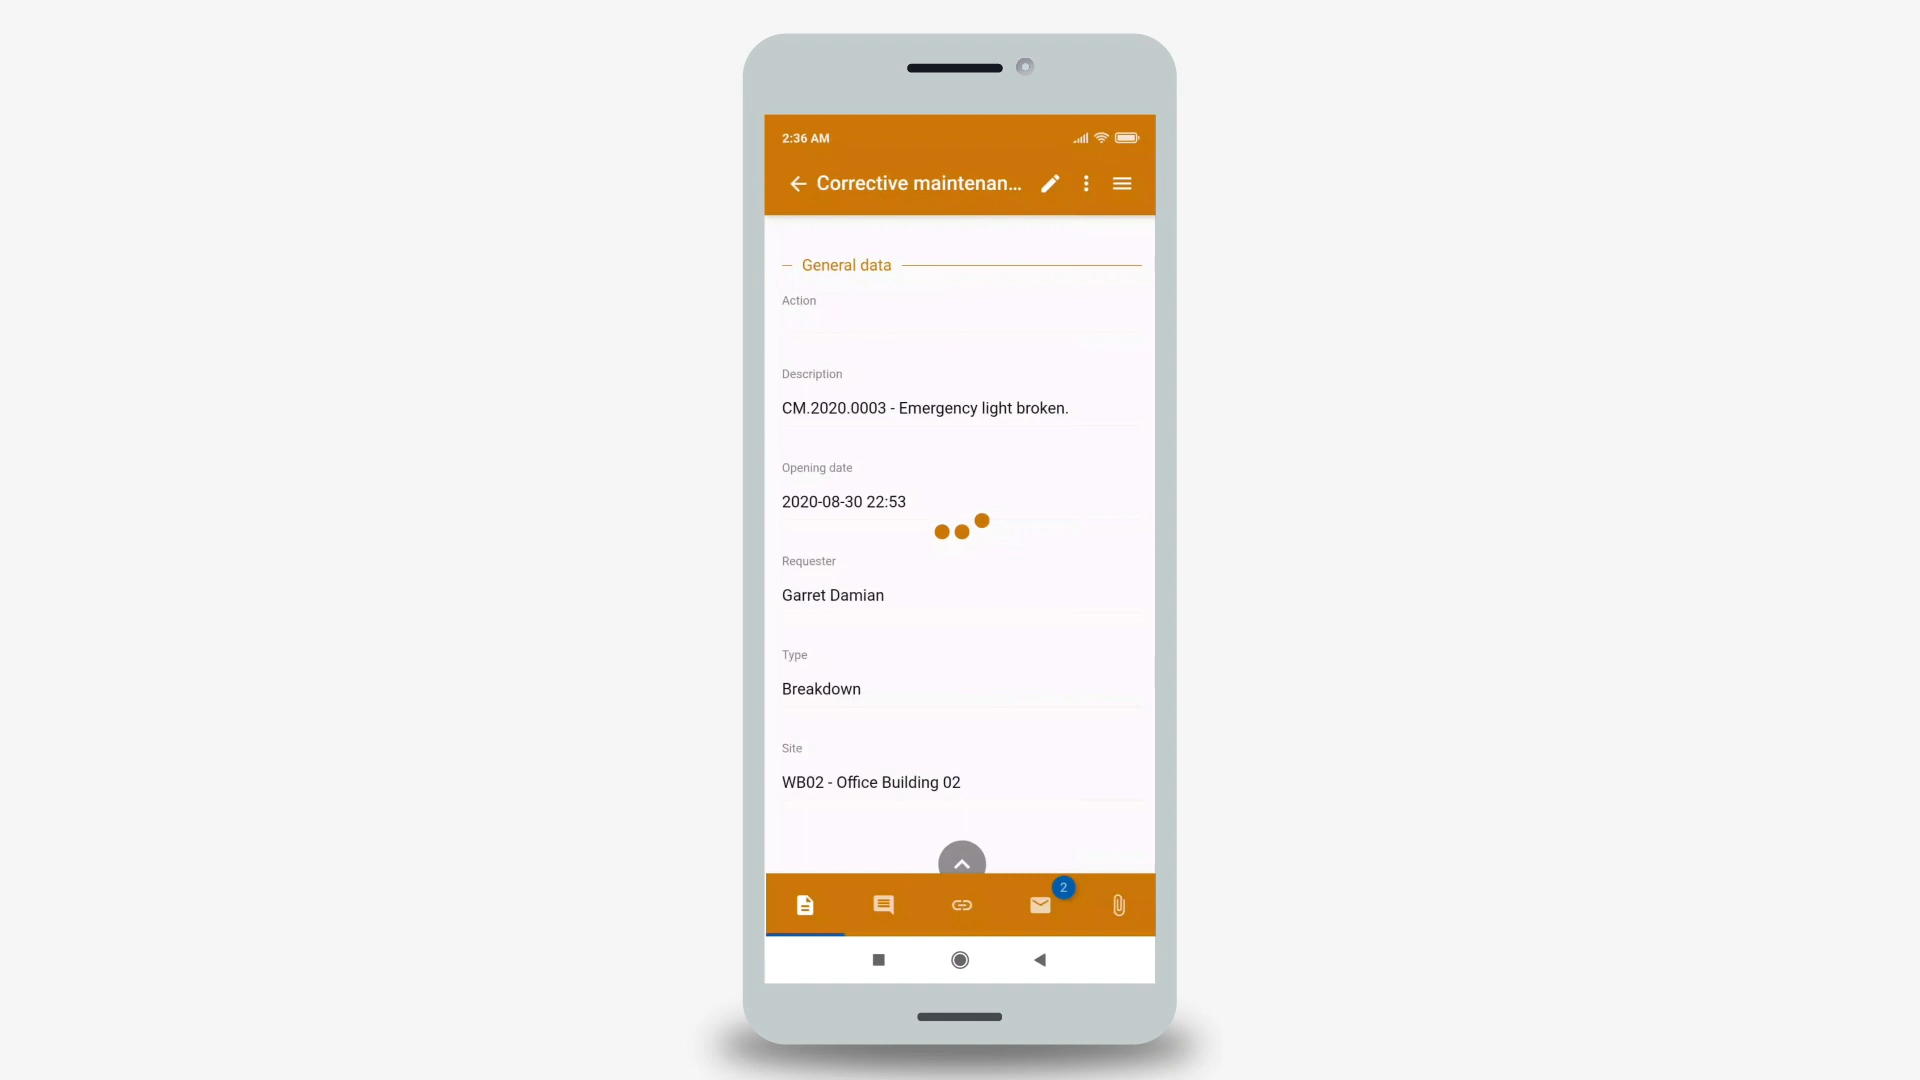 2:36 AM
Corrective maintenan...
General data
Action
Description
CM.2020.0003 - Emergency light broken.
Opening date
2020-08-30 22:53
Requester
Garret Damian
Type
Breakdown
Site
WB02 - Office Building 02
2